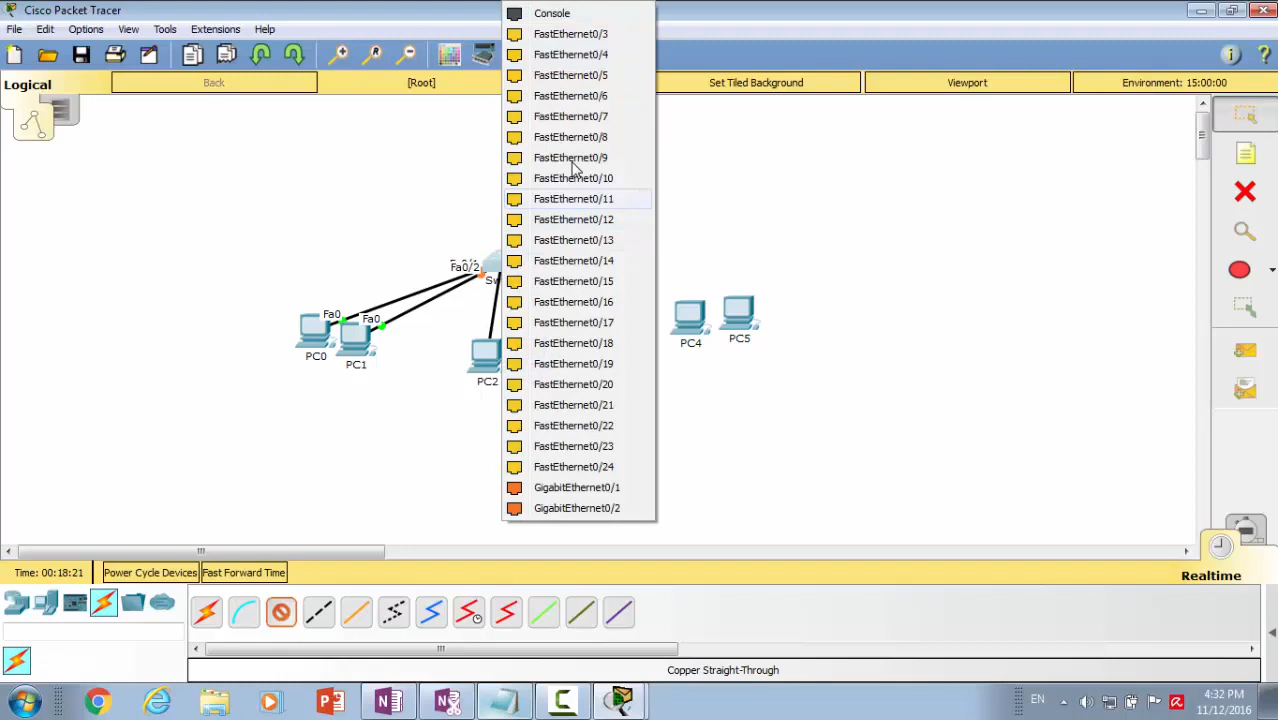 Cisco Packet Tracer
File Edit Options View Tools Extensions Help
Logical
Back
[Root]
Set Tiled Background
Viewport
Environment: 15:00:00
Console
FastEthernet0/3
FastEthernet0/4
FastEthernet0/5
FastEthernet0/6
FastEthernet0/7
FastEthernet0/8
FastEthernet0/9
FastEthernet0/10
FastEthernet0/11
FastEthernet0/12
FastEthernet0/13
FastEthernet0/14
FastEthernet0/15
FastEthernet0/16
FastEthernet0/17
FastEthernet0/18
FastEthernet0/19
FastEthernet0/20
FastEthernet0/21
FastEthernet0/22
FastEthernet0/23
FastEthernet0/24
GigabitEthernet0/1
GigabitEthernet0/2
Fa0/2
Sw
Fa0
Fa0
PC0
PC1
PC2
PC4
PC5
Time: 00:18:21
Power Cycle Devices
Fast Forward Time
Realtime
Copper Straight-Through
EN
4:32 PM
11/12/2016